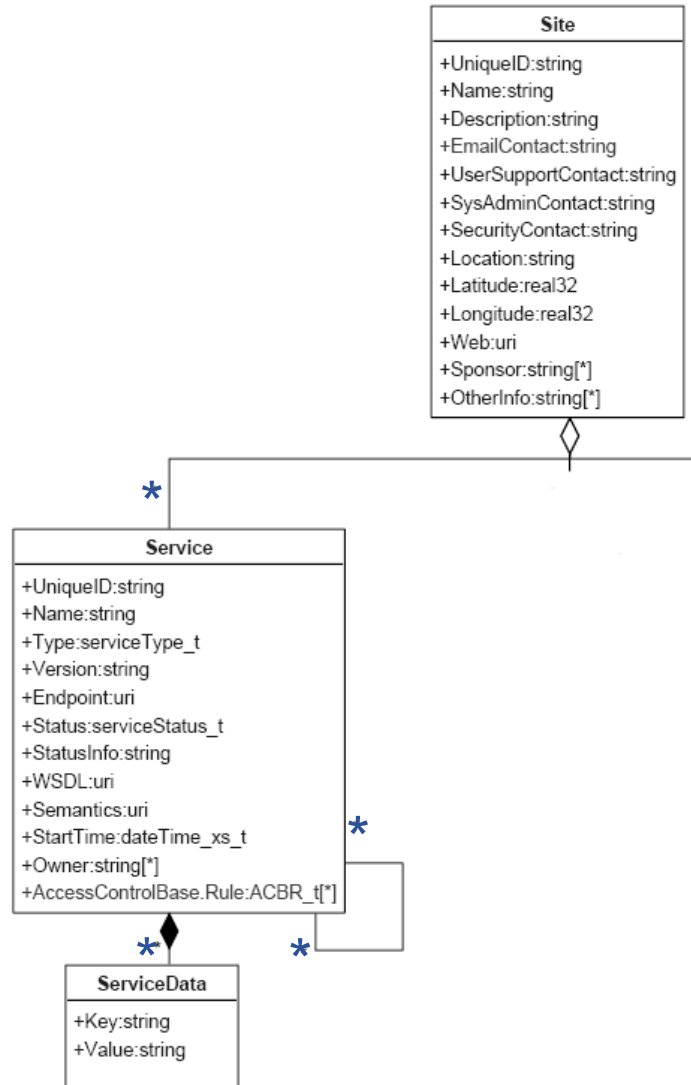 Site
+UniqueID:string
+Name:string
+Description:string
+EmailContact:string
+UserSupportContact:string
+SysAdminContact:string
+SecurityContact:string
+Location:string
+Latitude:real32
+Longitude:real32
+Web:uri
+Sponsor:string[*]
+OtherInfo:string[*]
*
Service
+UniqueID:string
+Name:string
+Type:serviceType_t
+Version:string
+Endpoint:uri
+Status:serviceStatus_t
+StatusInfo:string
+WSDL:uri
+Semantics:uri
+StartTime:dateTime_xs_t
+Owner:string[*]
+AccessControlBase.Rule:ACBR_t[*]
*
*
*
ServiceData
+Key:string
+Value:string